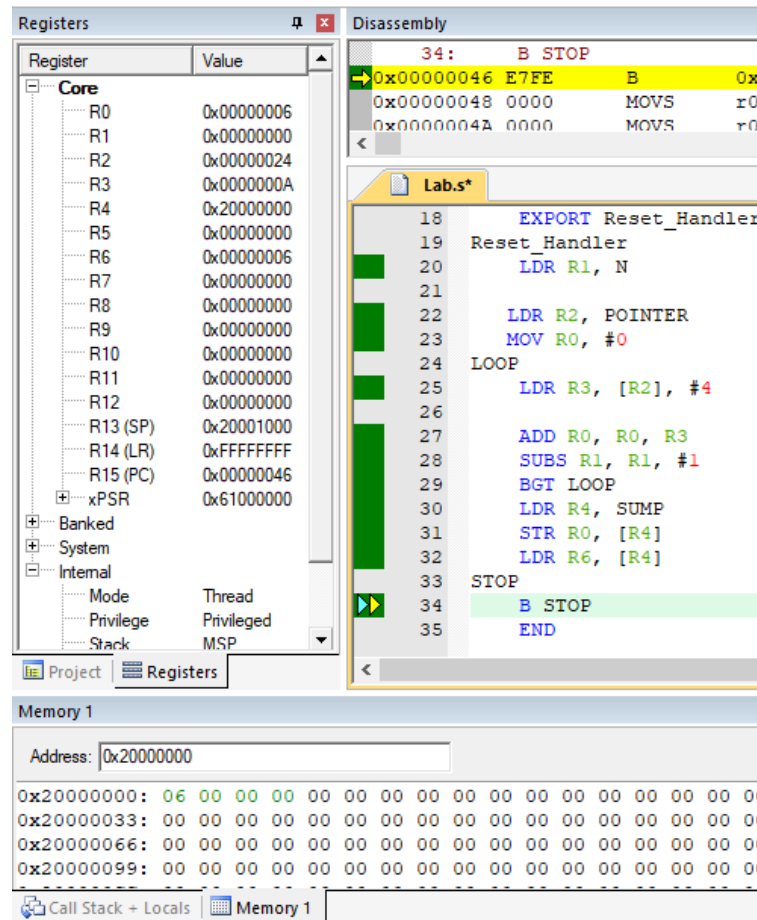 Registers
Register Value
Core
R0 0x00000006
R1 0x00000000
R2 0x00000024
R3 0x0000000A
R4 0x20000000
R5 0x00000000
R6 0x00000006
R7 0x00000000
R8 0x00000000
R9 0x00000000
R10 0x00000000
R11 0x00000000
R12 0x00000000
R13 (SP) 0x20001000
R14 (LR) 0xFFFFFFFF
R15 (PC) 0x00000046
xPSR 0x61000000
Banked
System
Internal
Mode Thread
Privilege Privileged
Stack MSP
Project Registers
Disassembly
34: B STOP
0x00000046 E7FE B 0x
0x00000048 0000 MOVS r0
0x0000004A 0000 MOVS r0
Lab.s*
18 EXPORT Reset_Handler
19 Reset_Handler
20 LDR R1, N
21
22 LDR R2, POINTER
23 MOV R0, #0
24 LOOP
25 LDR R3, [R2], #4
26
27 ADD R0, R0, R3
28 SUBS R1, R1, #1
29 BGT LOOP
30 LDR R4, SUMP
31 STR R0, [R4]
32 LDR R6, [R4]
33 STOP
34 B STOP
35 END
Memory 1
Address: 0x20000000
0x20000000: 06 00 00 00 00 00 00 00 00 00 00 00 00 00 00 00
0x20000033: 00 00 00 00 00 00 00 00 00 00 00 00 00 00 00 00
0x20000066: 00 00 00 00 00 00 00 00 00 00 00 00 00 00 00 00
0x20000099: 00 00 00 00 00 00 00 00 00 00 00 00 00 00 00 00
Call Stack + Locals Memory 1